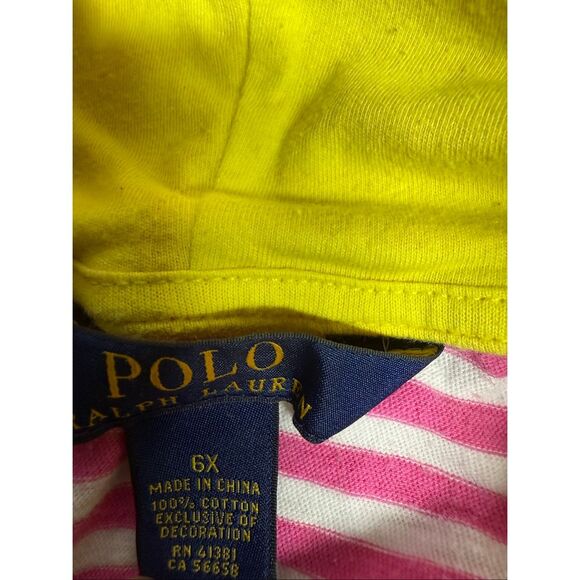 POLO
RALPH LAUREN
6X
MADE IN CHINA
100% COTTON
EXCLUSIVE OF
DECORATION
RN 41381
CA 56658